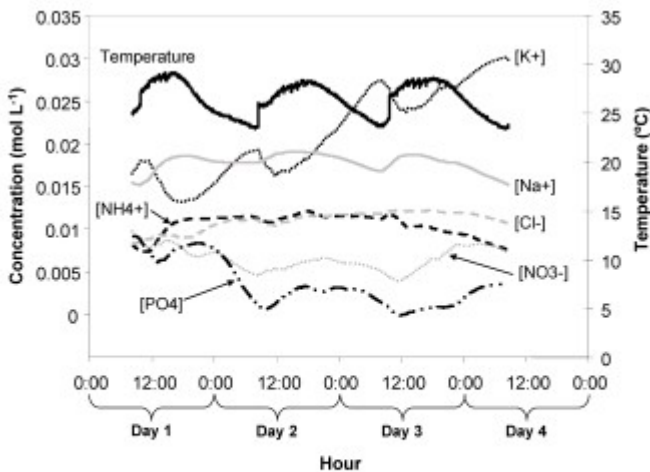 0.035
0.03
0.025
0.02
0.015
0.01
0.005
0
Concentration (mol L-1)
35
30
25
20
15
10
5
0
Temperature (ºC)
Temperature
[K+]
[Na+]
[NH4+]
[Cl-]
[NO3-]
[PO4]
0:00 12:00 0:00 12:00 0:00 12:00 0:00 12:00 0:00
Day 1 Day 2 Day 3 Day 4
Hour